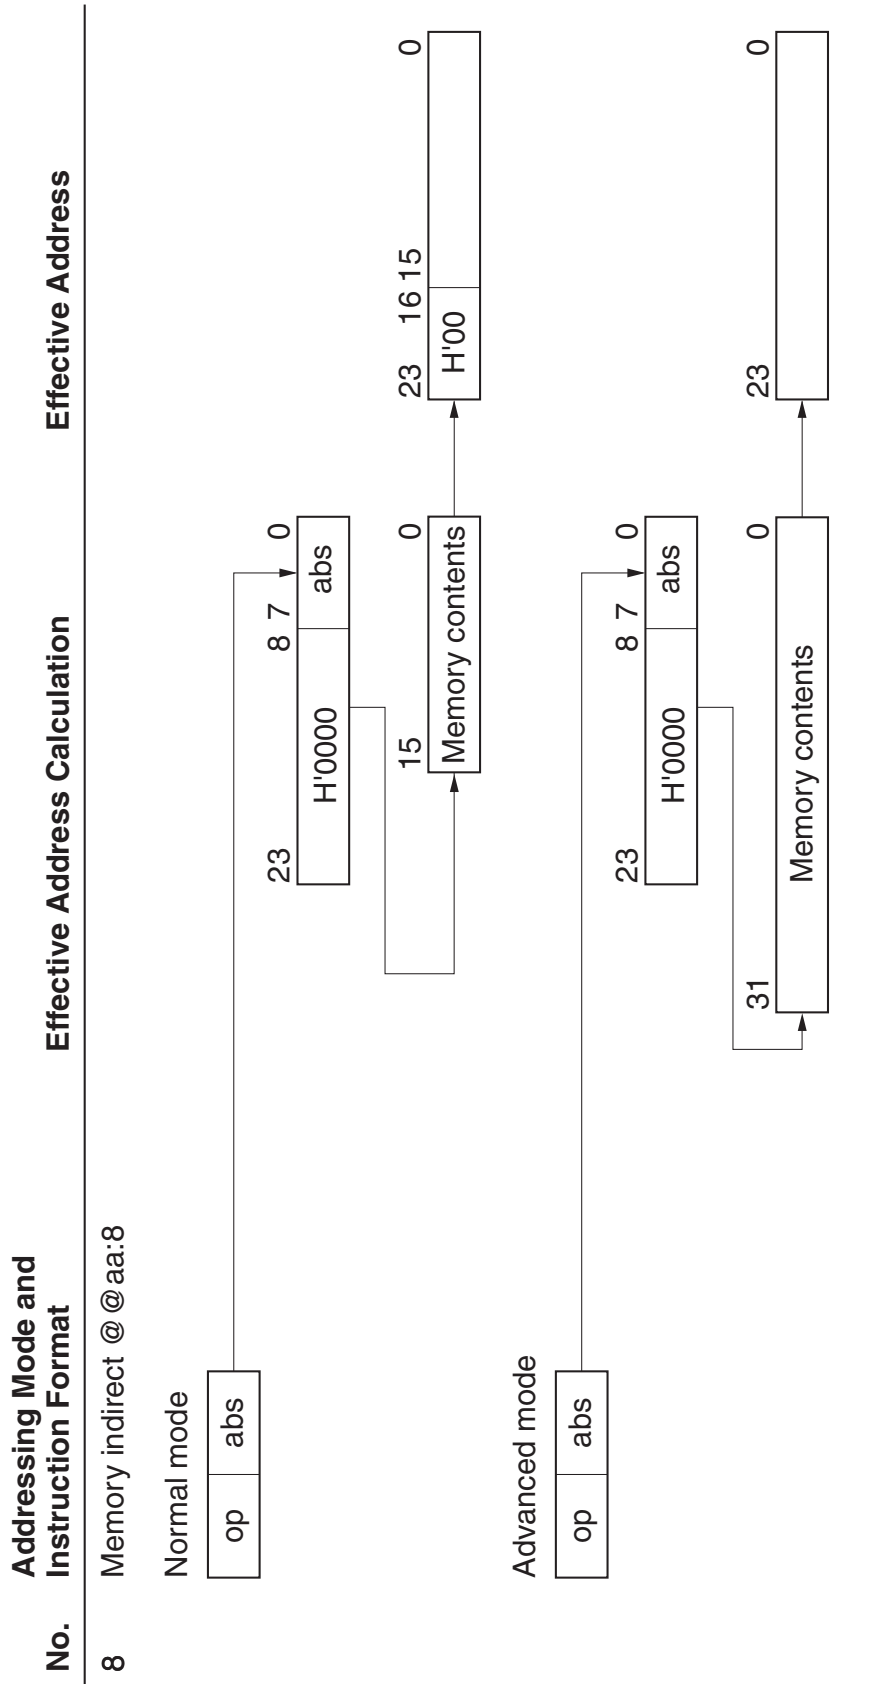 Addressing Mode and
No. Instruction Format Effective Address Calculation Effective Address
8 Memory indirect @@aa:8
Normal mode
op abs
23 8 7 0
H'0000 abs
15 0
Memory contents
23 16 15 0
H'00
Advanced mode
op abs
23 8 7 0
H'0000 abs
31 0
Memory contents
23 0